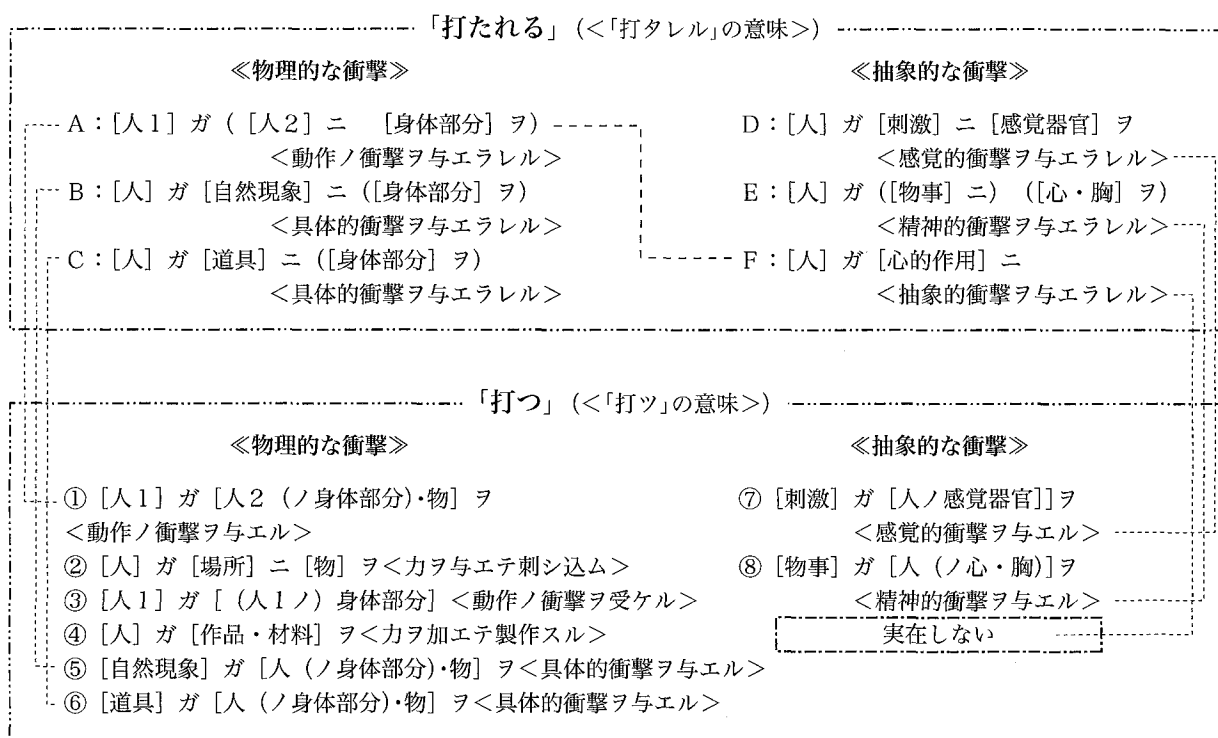 「打たれる」(<「打タレル」の意味>)
≪物理的な衝撃≫
A:[人1] ガ ( [人2] ニ [身体部分] ヲ)
<動作ノ衝撃ヲ与エラレル>
B:[人] ガ [自然現象] ニ ([身体部分] ヲ)
<具体的衝撃ヲ与エラレル>
C:[人] ガ [道具] ニ ([身体部分] ヲ)
<具体的衝撃ヲ与エラレル>
≪抽象的な衝撃≫
D:[人] ガ [刺激] ニ [感覚器官] ヲ
<感覚的衝撃ヲ与エラレル>
E:[人] ガ ([物事] ニ) ([心・胸] ヲ)
<精神的衝撃ヲ与エラレル>
F:[人] ガ [心的作用] ニ
<抽象的衝撃ヲ与エラレル>
「打つ」(<「打ツ」の意味>)
≪物理的な衝撃≫
① [人1] ガ [人2 (ノ身体部分)・物] ヲ
<動作ノ衝撃ヲ与エル>
② [人] ガ [場所] ニ [物] ヲ<力ヲ与エテ刺シ込ム>
③ [人1] ガ [ (人1ノ) 身体部分] <動作ノ衝撃ヲ受ケル>
④ [人] ガ [作品・材料] ヲ<力ヲ加エテ製作スル>
⑤ [自然現象] ガ [人 (ノ身体部分)・物] ヲ<具体的衝撃ヲ与エル>
⑥ [道具] ガ [人 (ノ身体部分)・物] ヲ<具体的衝撃ヲ与エル>
≪抽象的な衝撃≫
⑦ [刺激] ガ [人ノ感覚器官]]ヲ
<感覚的衝撃ヲ与エル>
⑧ [物事] ガ [人 (ノ心・胸)]ヲ
<精神的衝撃ヲ与エル>
実在しない